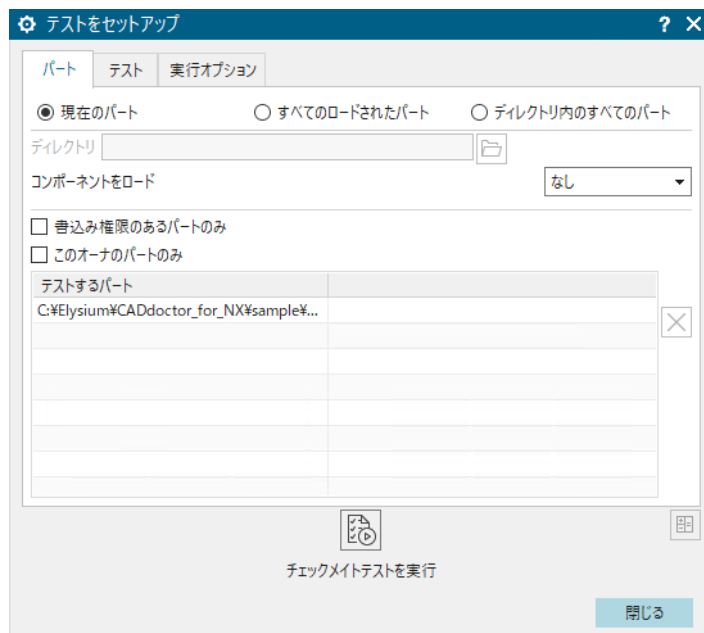 テストをセットアップ
パート テスト 実行オプション
現在のパート すべてのロードされたパート ディレクトリ内のすべてのパート
ディレクトリ
コンポーネントをロード なし
書込み権限のあるパートのみ
このオーナのパートのみ
テストするパート
C:¥Elysium¥CADdoctor_for_NX¥sample¥...
チェックメイトテストを実行
閉じる